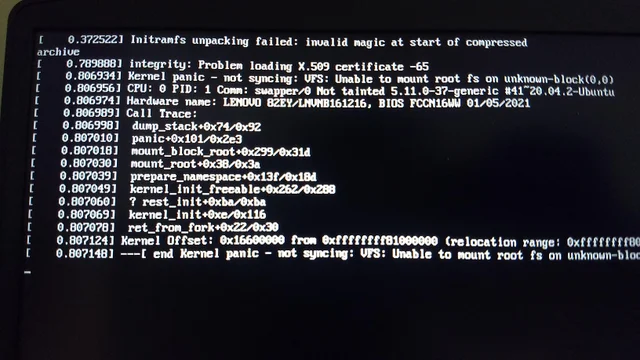 [    0.372522] Initramfs unpacking failed: invalid magic at start of compressed
archive
[    0.789888] integrity: Problem loading X.509 certificate -65
[    0.806934] Kernel panic - not syncing: VFS: Unable to mount root fs on unknown-block(0,0)
[    0.806956] CPU: 0 PID: 1 Comm: swapper/0 Not tainted 5.11.0-37-generic #41~20.04.2-Ubuntu
[    0.806974] Hardware name: LENOVO 82EY/LNVNB161216, BIOS FCCN16WW 01/05/2021
[    0.806989] Call Trace:
[    0.806998]  dump_stack+0x74/0x92
[    0.807010]  panic+0x101/0x2e3
[    0.807018]  mount_block_root+0x299/0x31d
[    0.807030]  mount_root+0x38/0x3a
[    0.807039]  prepare_namespace+0x13f/0x18d
[    0.807049]  kernel_init_freeable+0x262/0x288
[    0.807060]  ? rest_init+0xba/0xba
[    0.807069]  kernel_init+0xe/0x116
[    0.807078]  ret_from_fork+0x22/0x30
[    0.807124] Kernel Offset: 0x16600000 from 0xffffffff81000000 (relocation range: 0xffffffff80
[    0.807148] ---[ end Kernel panic - not syncing: VFS: Unable to mount root fs on unknown-bloc